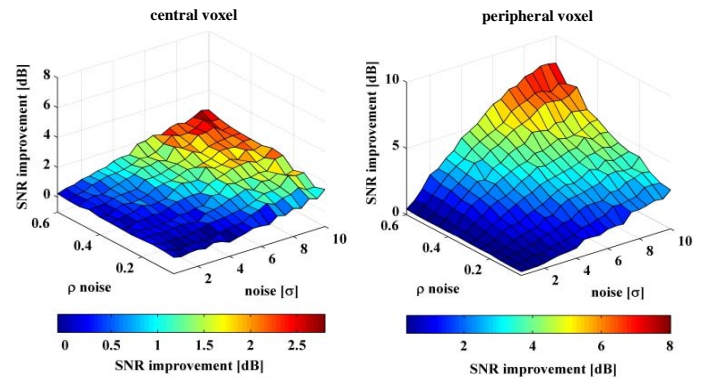 central voxel
SNR improvement [dB]
8
6
4
2
0
0.6
0.4
0.2
ρ noise
2
4
6
8
10
noise [σ]
0 0.5 1 1.5 2 2.5
SNR improvement [dB]
peripheral voxel
SNR improvement [dB]
10
5
0
0.6
0.4
0.2
ρ noise
2
4
6
8
10
noise [σ]
2 4 6 8
SNR improvement [dB]